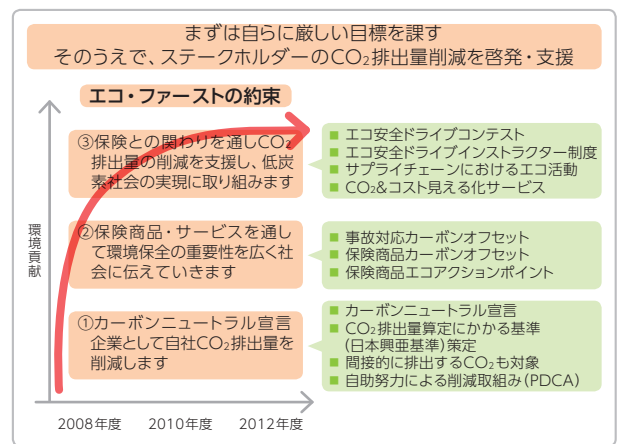 まずは自らに厳しい目標を課す
そのうえで、ステークホルダーのCO₂排出量削減を啓発・支援
エコ・ファーストの約束
③保険との関わりを通しCO₂
排出量の削減を支援し、低炭
素社会の実現に取り組みます
■ エコ安全ドライブコンテスト
■ エコ安全ドライブインストラクター制度
■ サプライチェーンにおけるエコ活動
■ CO₂&コスト見える化サービス
②保険商品・サービスを通し
て環境保全の重要性を広く社
会に伝えていきます
■ 事故対応カーボンオフセット
■ 保険商品カーボンオフセット
■ 保険商品エコアクションポイント
①カーボンニュートラル宣言
企業として自社CO₂排出量を
削減します
■ カーボンニュートラル宣言
■ CO₂排出量算定にかかる基準
(日本興亜基準)策定
■ 間接的に排出するCO₂も対象
■ 自助努力による削減取組み(PDCA)
環境貢献
2008年度 2010年度 2012年度